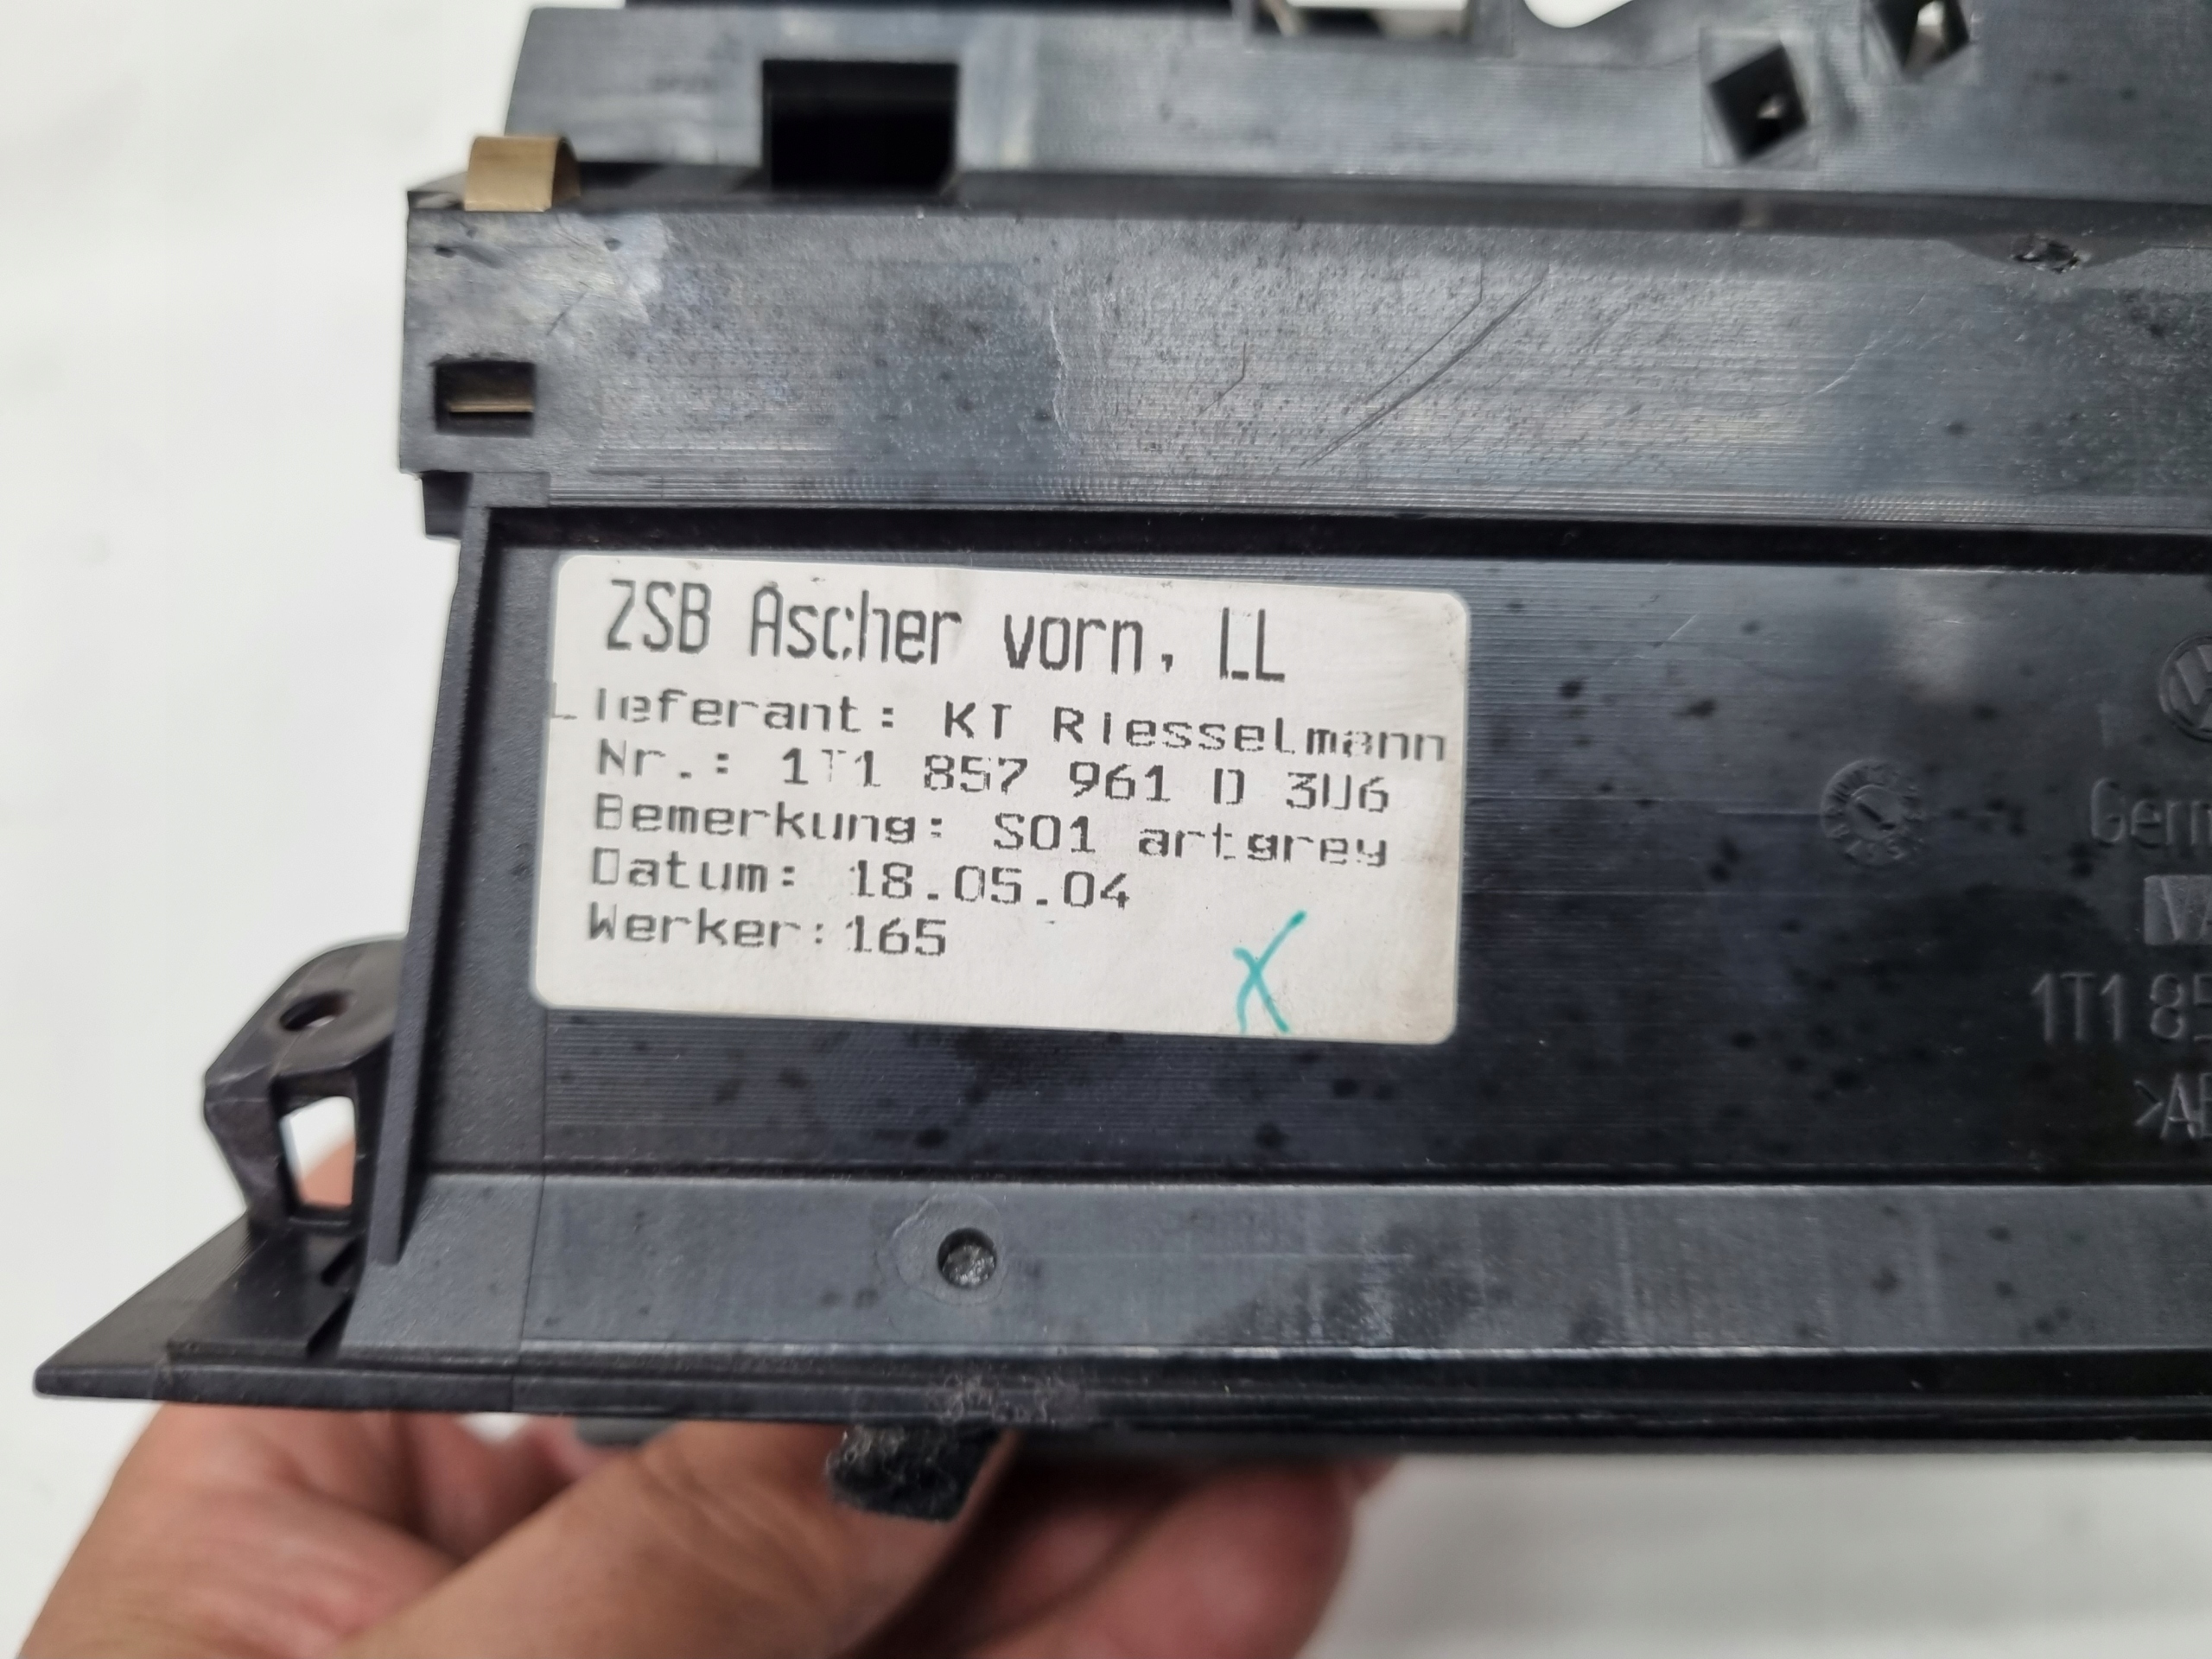 ZSB Ascher vorn, LL
Lieferant: KT Riesselmann
Nr.: 1T1 857 961 D 3U6
Bemerkung: S01 artgrey
Datum: 18.05.04
Werker:165
X
1T1